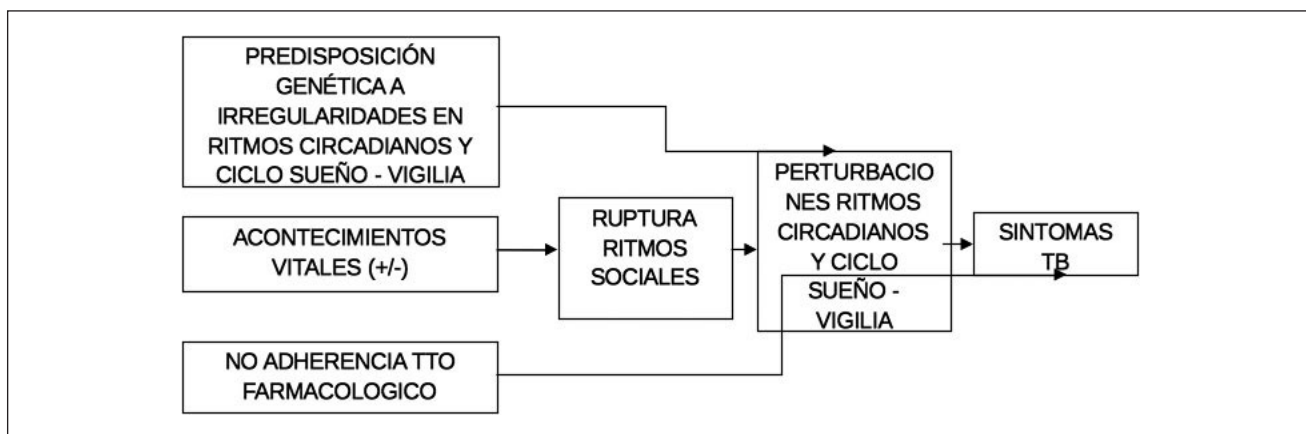 PREDISPOSICIÓN
GENÉTICA A
IRREGULARIDADES EN
RITMOS CIRCADIANOS Y
CICLO SUEÑO - VIGILIA
ACONTECIMIENTOS
VITALES (+/-)
NO ADHERENCIA TTO
FARMACOLOGICO
RUPTURA
RITMOS
SOCIALES
PERTURBACIO
NES RITMOS
CIRCADIANOS
Y CICLO
SUEÑO -
VIGILIA
SINTOMAS
TB